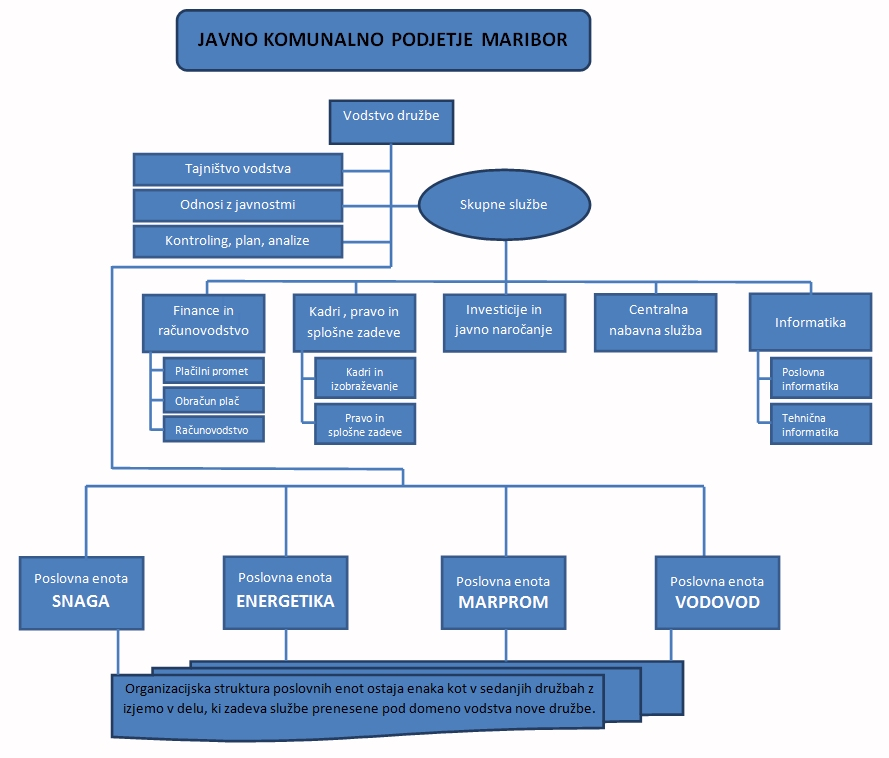 JAVNO KOMUNALNO PODJETJE MARIBOR
Vodstvo družbe
Tajništvo vodstva
Odnosi z javnostmi
Kontroling, plan, analize
Skupne službe
Finance in
računovodstvo
Plačilni promet
Obračun plač
Računovodstvo
Kadri , pravo in
splošne zadeve
Kadri in
izobraževanje
Pravo in
splošne zadeve
Investicije in
javno naročanje
Centralna
nabavna služba
Informatika
Poslovna
informatika
Tehnična
informatika
Poslovna enota
SNAGA
Poslovna enota
ENERGETIKA
Poslovna enota
MARPROM
Poslovna enota
VODOVOD
Organizacijska struktura poslovnih enot ostaja enaka kot v sedanjih družbah z
izjemo v delu, ki zadeva službe prenesene pod domeno vodstva nove družbe.